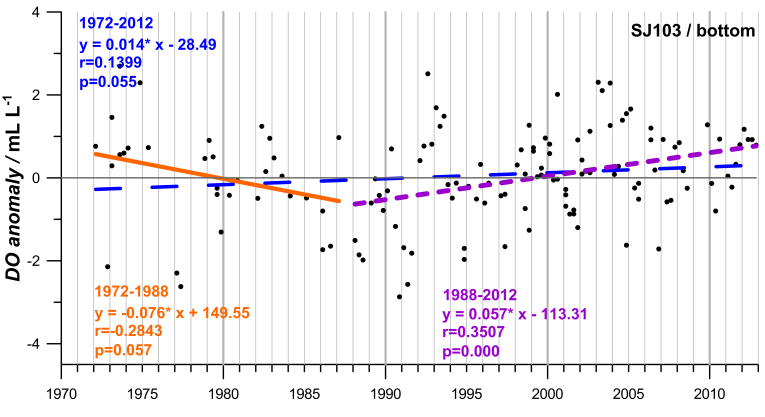 1972-2012
y = 0.014* x - 28.49
r=0.1399
p=0.055
SJ103 / bottom
4
2
0
-2
-4
DO anomaly / mL L-1
1972-1988
y = -0.076* x + 149.55
r=-0.2843
p=0.057
1988-2012
y = 0.057* x - 113.31
r=0.3507
p=0.000
1970 1975 1980 1985 1990 1995 2000 2005 2010